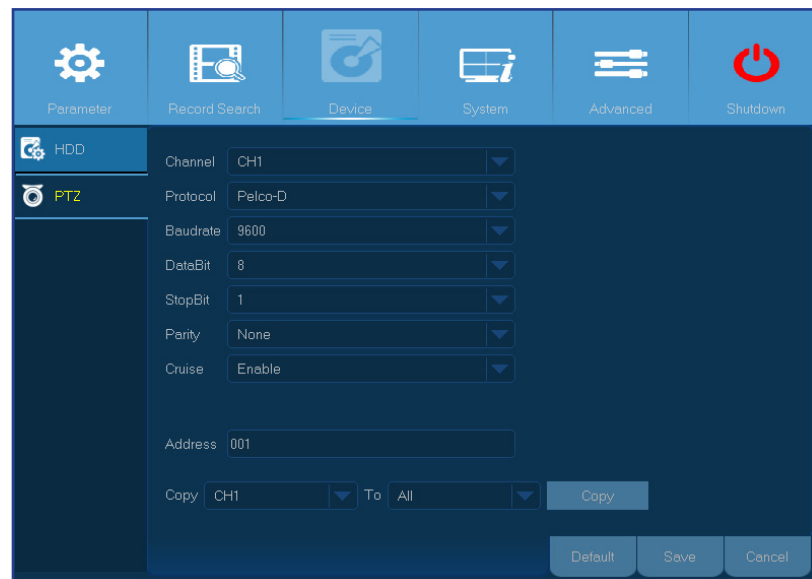 Parameter Record Search Device System Advanced Shutdown
HDD
PTZ
Channel CH1
Protocol Pelco-D
Baudrate 9600
DataBit 8
StopBit 1
Parity None
Cruise Enable
Address 001
Copy CH1 To All Copy
Default Save Cancel